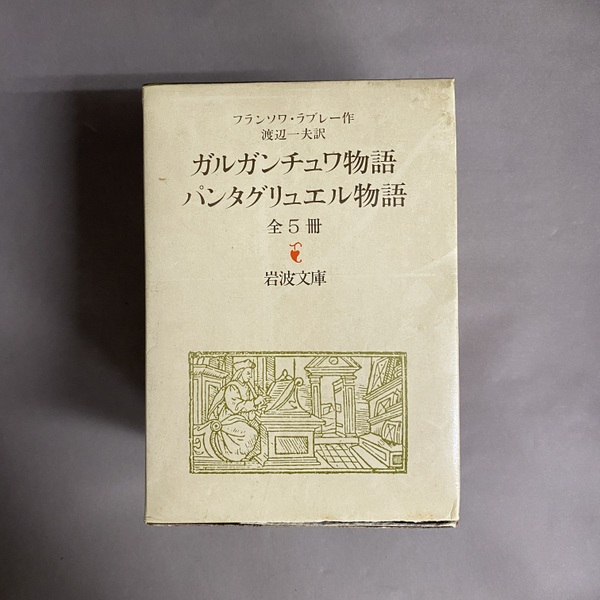 フランソワ・ラブレー作
渡辺一夫訳
ガルガンチュワ物語
パンタグリュエル物語
全5冊
岩波文庫